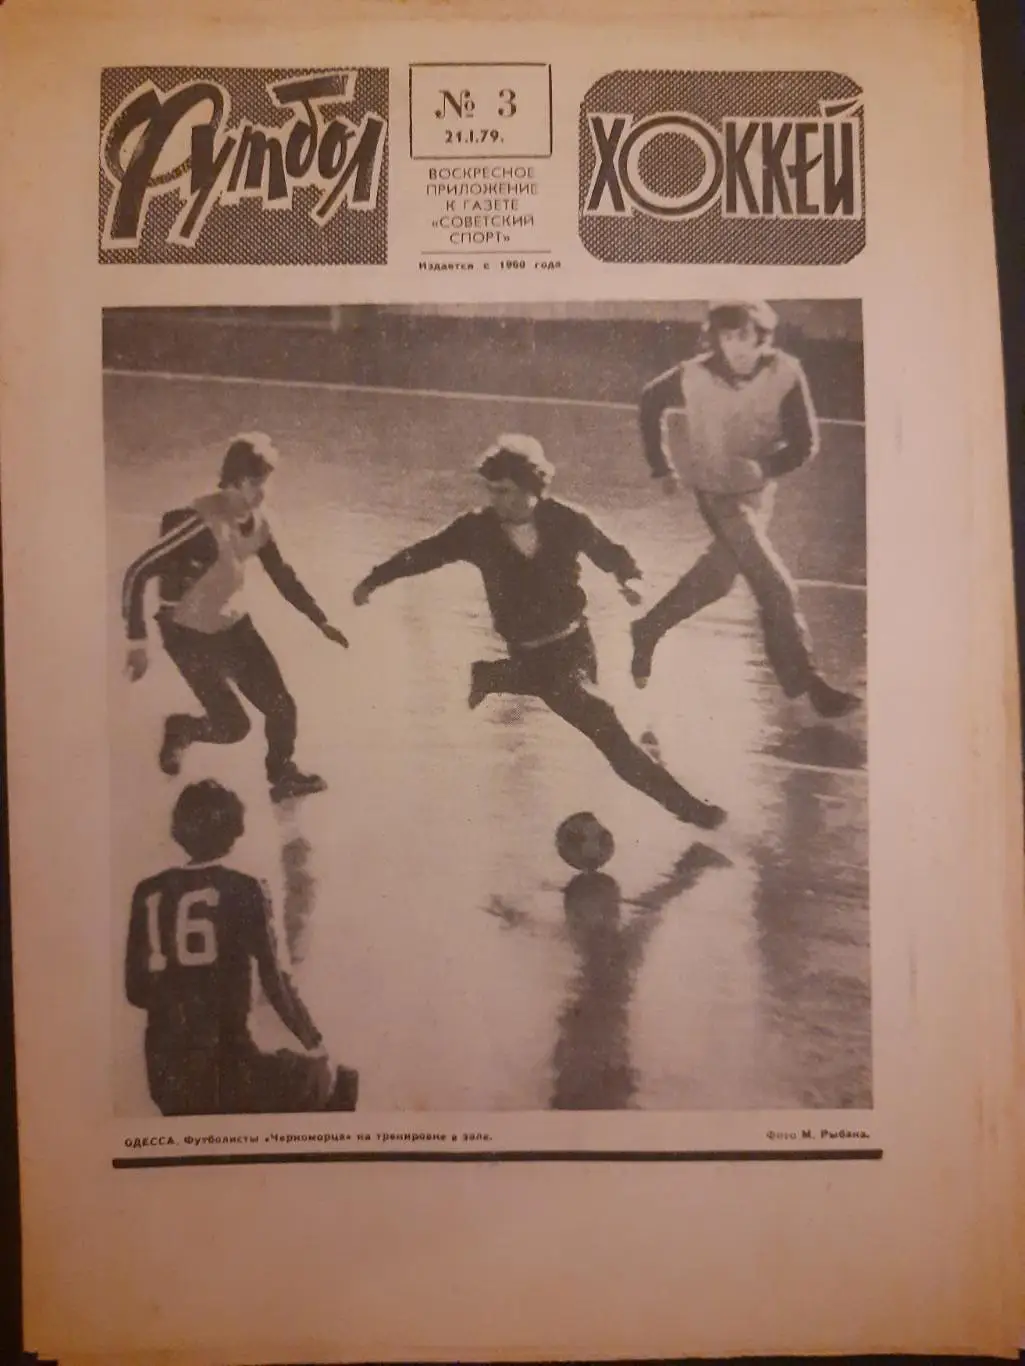 Футбол
№ 3
21.I.79.
ВОСКРЕСНОЕ
ПРИЛОЖЕНИЕ
К ГАЗЕТЕ
«СОВЕТСКИЙ
СПОРТ»
Издается с 1960 года
ХОККЕЙ
16
ОДЕССА. Футболисты «Черноморца» на тренировке в зале.
Фото М. Рыбака.